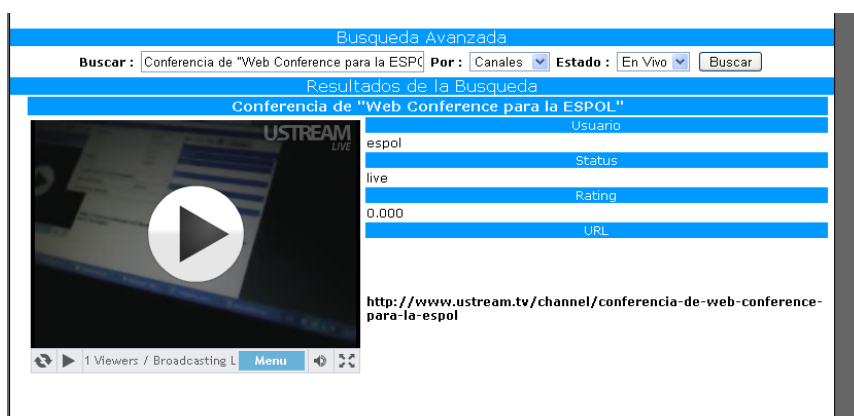 Busqueda Avanzada
Buscar : Conferencia de "Web Conference para la ESPO Por : Canales Estado : En Vivo Buscar
Resultados de la Busqueda
Conferencia de "Web Conference para la ESPOL"
USTREAM
LIVE
Usuario
espol
Status
live
Rating
0.000
URL
http://www.ustream.tv/channel/conferencia-de-web-conference-
para-la-espol
1 Viewers / Broadcasting L Menu